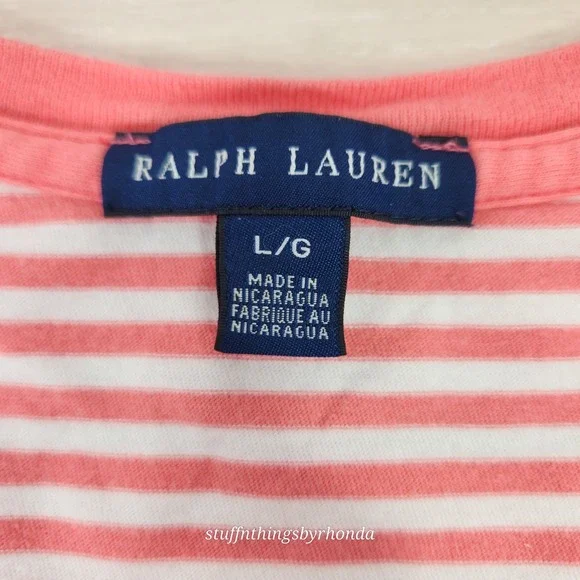 RALPH LAUREN
L/G
MADE IN
NICARAGUA
FABRIQUE AU
NICARAGUA
stuffnthingsbyrhonda